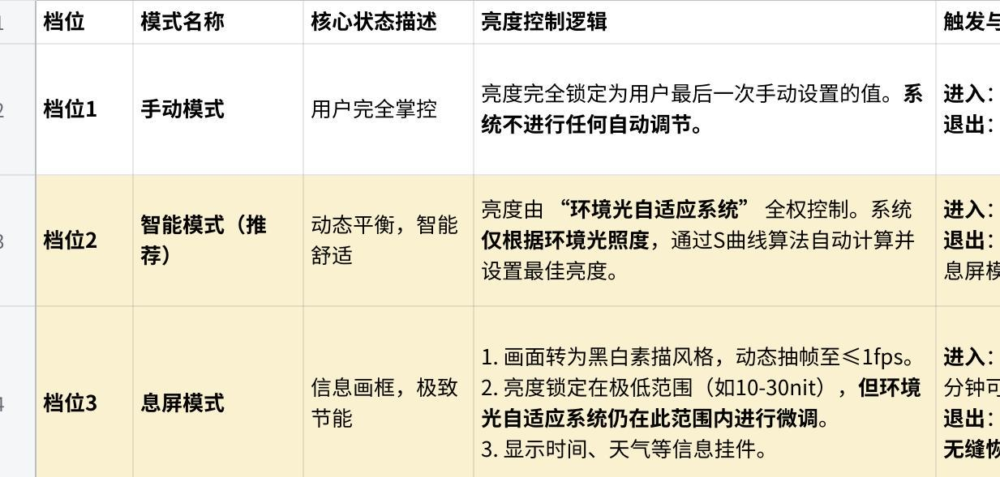 1 档位 模式名称 核心状态描述 亮度控制逻辑 触发与
2 档位1 手动模式 用户完全掌控
亮度完全锁定为用户最后一次手动设置的值。系
统不进行任何自动调节。
进入：
退出：
3 档位2
智能模式（推
荐）
动态平衡，智能
舒适
亮度由 “环境光自适应系统” 全权控制。系统
仅根据环境光照度，通过S曲线算法自动计算并
设置最佳亮度。
进入：
退出：
息屏模
4 档位3 息屏模式
信息画框，极致
节能
1. 画面转为黑白素描风格，动态抽帧至≤1fps。
2. 亮度锁定在极低范围（如10-30nit），但环境
光自适应系统仍在此范围内进行微调。
3. 显示时间、天气等信息挂件。
进入：
分钟可
退出：
无缝恢